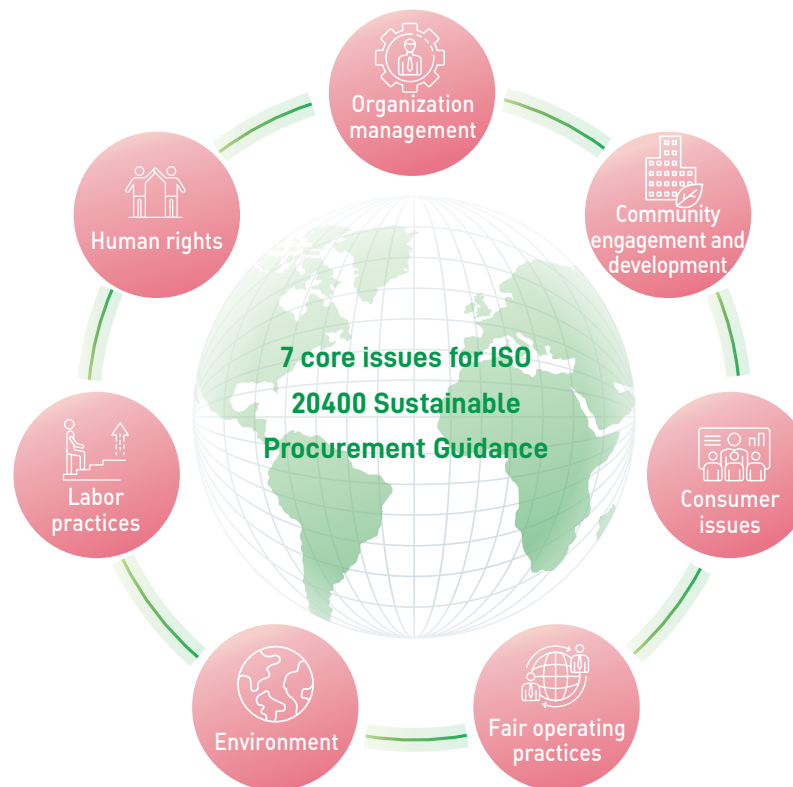 Organization
management
Community
engagement and
development
Human rights
7 core issues for ISO
20400 Sustainable
Procurement Guidance
Labor
practices
Consumer
issues
Environment
Fair operating
practices